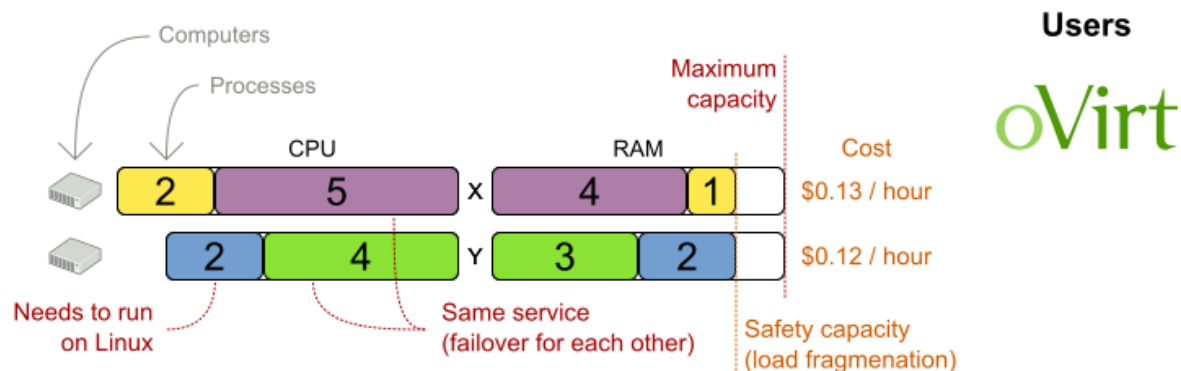 Users
oVirt
Computers
Processes
Maximum
capacity
CPU
RAM
Cost
2 5 X 4 1 $0.13 / hour
2 4 Y 3 2 $0.12 / hour
Needs to run
on Linux
Same service
(failover for each other)
Safety capacity
(load fragmenation)